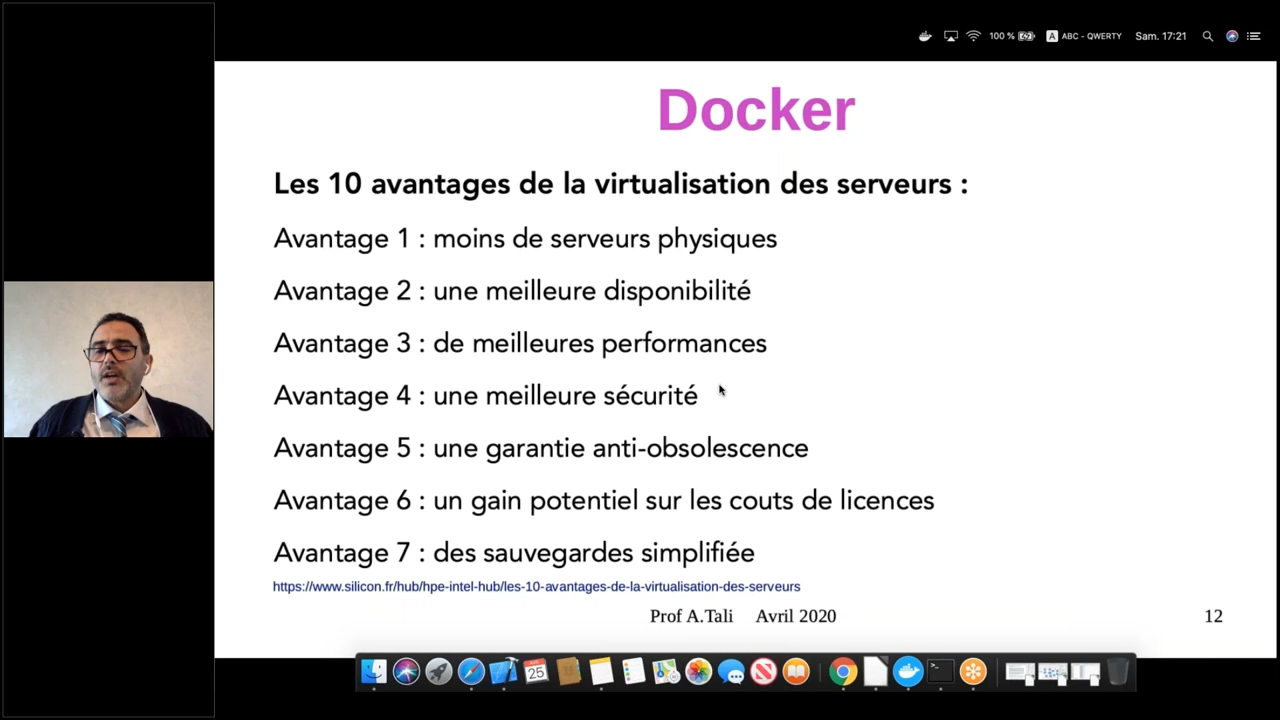 100 % A ABC - QWERTY Sam. 17:21
Docker
Les 10 avantages de la virtualisation des serveurs :
Avantage 1 : moins de serveurs physiques
Avantage 2 : une meilleure disponibilité
Avantage 3 : de meilleures performances
Avantage 4 : une meilleure sécurité
Avantage 5 : une garantie anti-obsolescence
Avantage 6 : un gain potentiel sur les couts de licences
Avantage 7 : des sauvegardes simplifiée
https://www.silicon.fr/hub/hpe-intel-hub/les-10-avantages-de-la-virtualisation-des-serveurs
Prof A.Tali Avril 2020 12
25